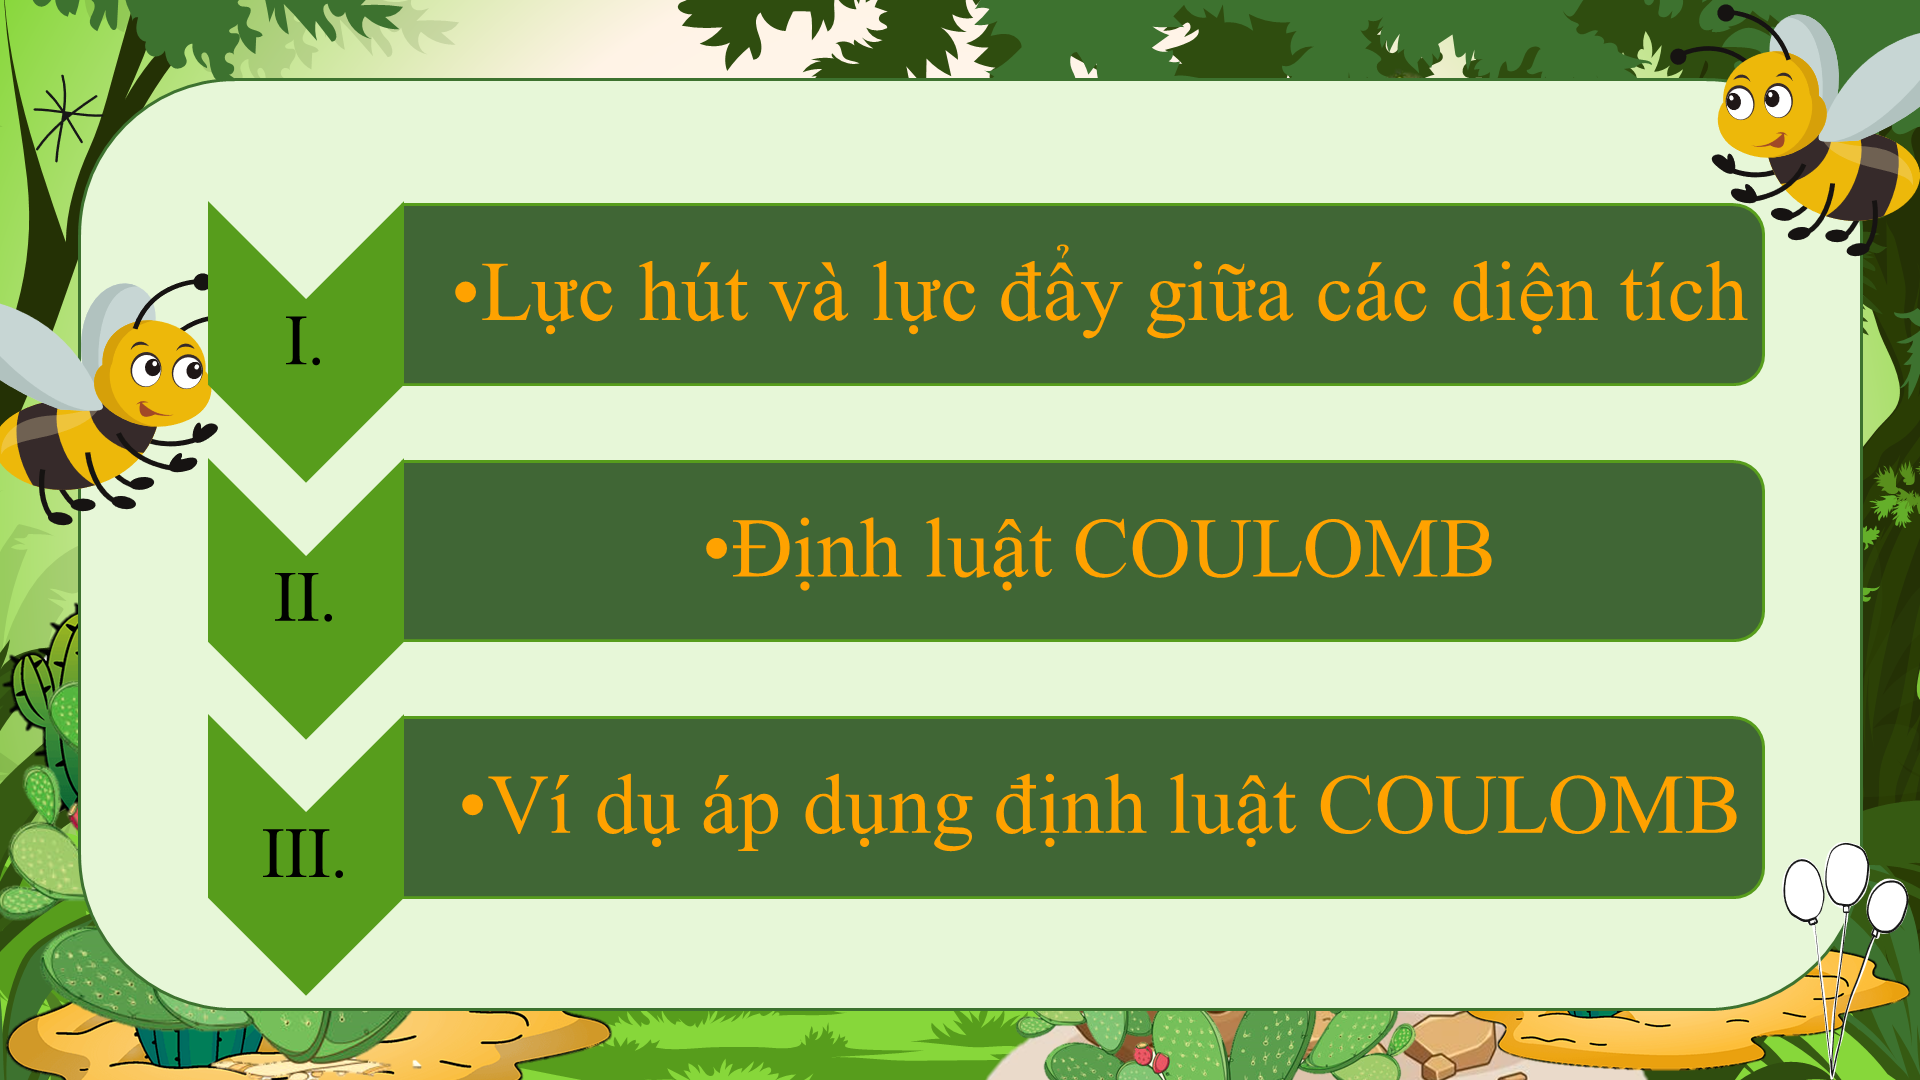 I.
•Lực hút và lực đẩy giữa các diện tích
II.
•Định luật COULOMB
III.
•Ví dụ áp dụng định luật COULOMB